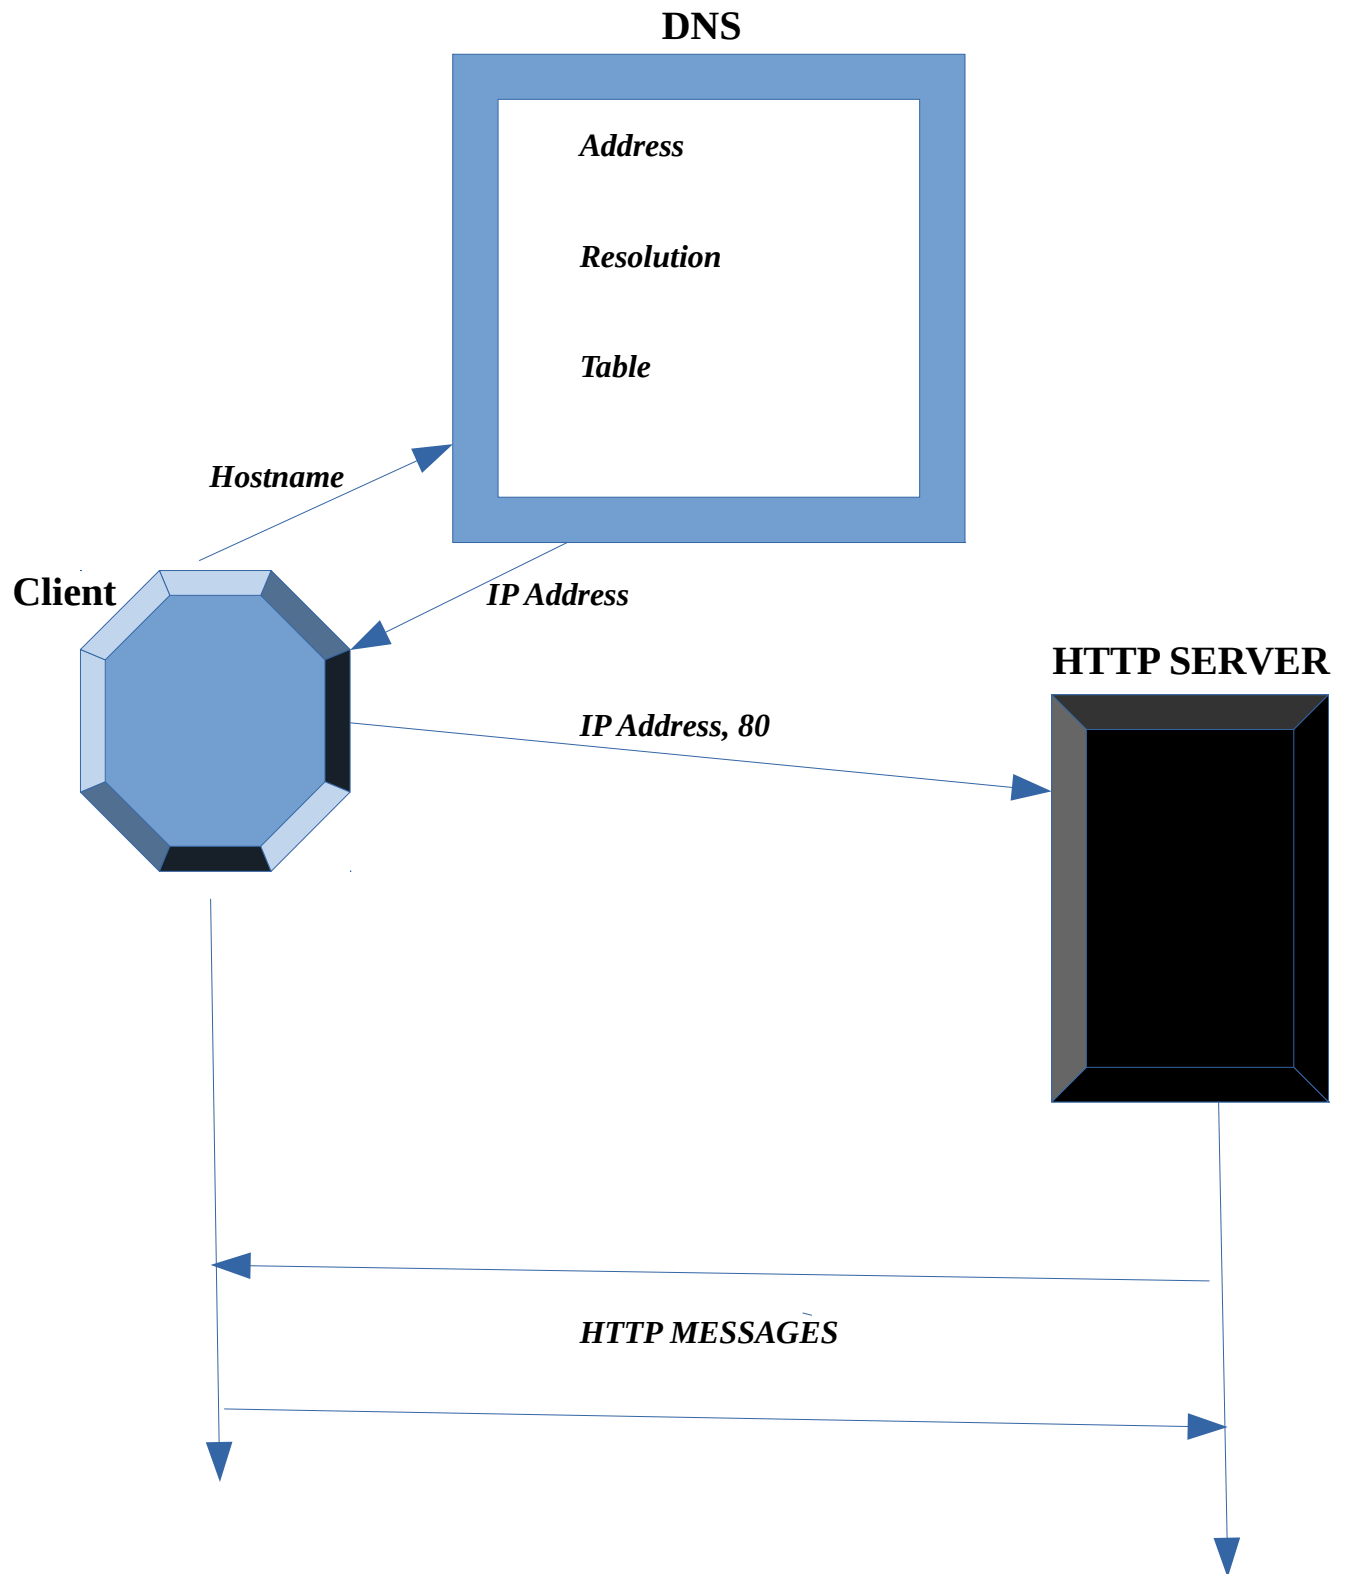 DNS
Address
Resolution
Table
Hostname
Client
IP Address
HTTP SERVER
IP Address, 80
HTTP MESSAGES